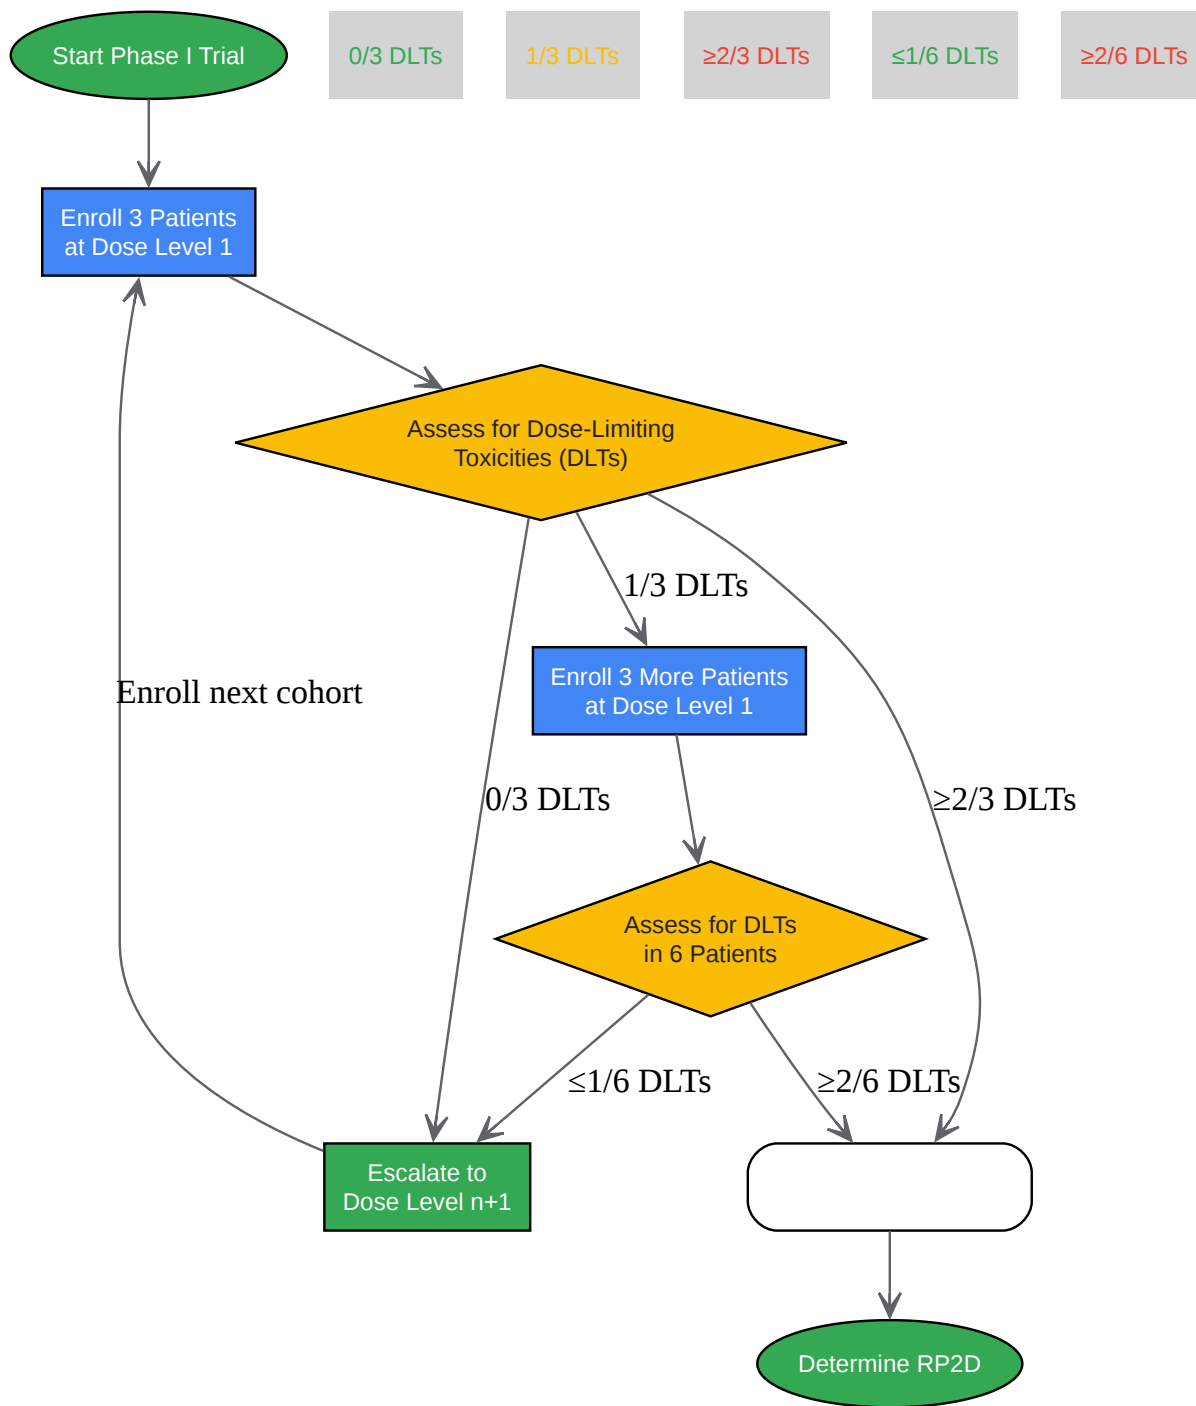 Start Phase I Trial
0/3 DLTs
1/3 DLTs
≥2/3 DLTs
≤1/6 DLTs
≥2/6 DLTs
Enroll 3 Patients
at Dose Level 1
Assess for Dose-Limiting
Toxicities (DLTs)
1/3 DLTs
Enroll 3 More Patients
at Dose Level 1
Enroll next cohort
0/3 DLTs
≥2/3 DLTs
Assess for DLTs
in 6 Patients
≤1/6 DLTs
≥2/6 DLTs
Escalate to
Dose Level n+1
Determine RP2D